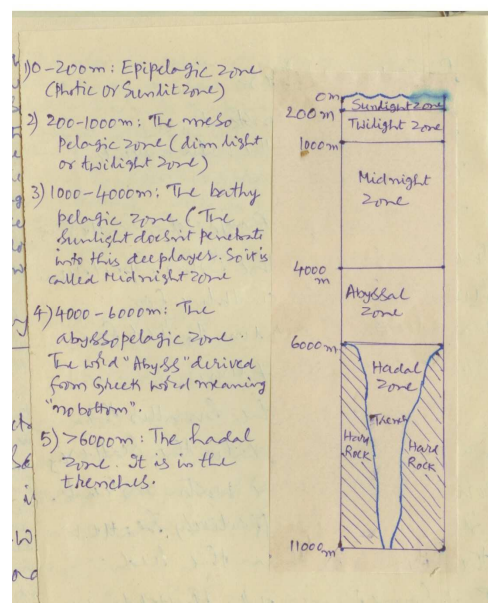 1) 0-200m: Epipelagic zone
(Photic or Sunlit zone)
2) 200-1000m: The meso
pelagic zone (dim light
or twilight zone)
3) 1000-4000m: The bathy
pelagic zone (The
Sunlight doesn't penetrate
into this deep layer. So it is
called Midnight zone
4) 4000-6000m: The
abyssopelagic zone.
The word "Abyss" derived
from Greek word meaning
"no bottom".
5) >6000m: The hadal
zone. It is in the
trenches.
0m
Sunlight zone
200m
Twilight zone
1000m
Midnight
zone
4000
m
Abyssal
zone
6000m
Hadal
zone
Hard
Rock
Hard
Rock
11000m